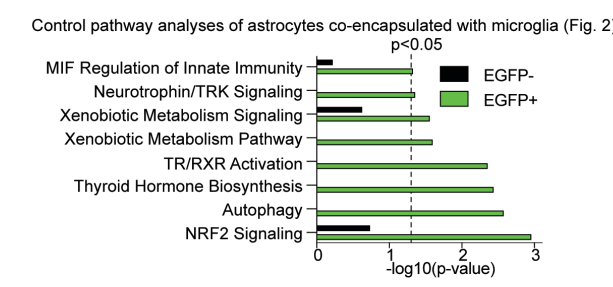 Control pathway analyses of astrocytes co-encapsulated with microglia (Fig. 2)
p<0.05
MIF Regulation of Innate Immunity
EGFP-
Neurotrophin/TRK Signaling
EGFP+
Xenobiotic Metabolism Signaling
Xenobiotic Metabolism Pathway
TR/RXR Activation
Thyroid Hormone Biosynthesis
Autophagy
NRF2 Signaling
0 1 2 3
-log10(p-value)